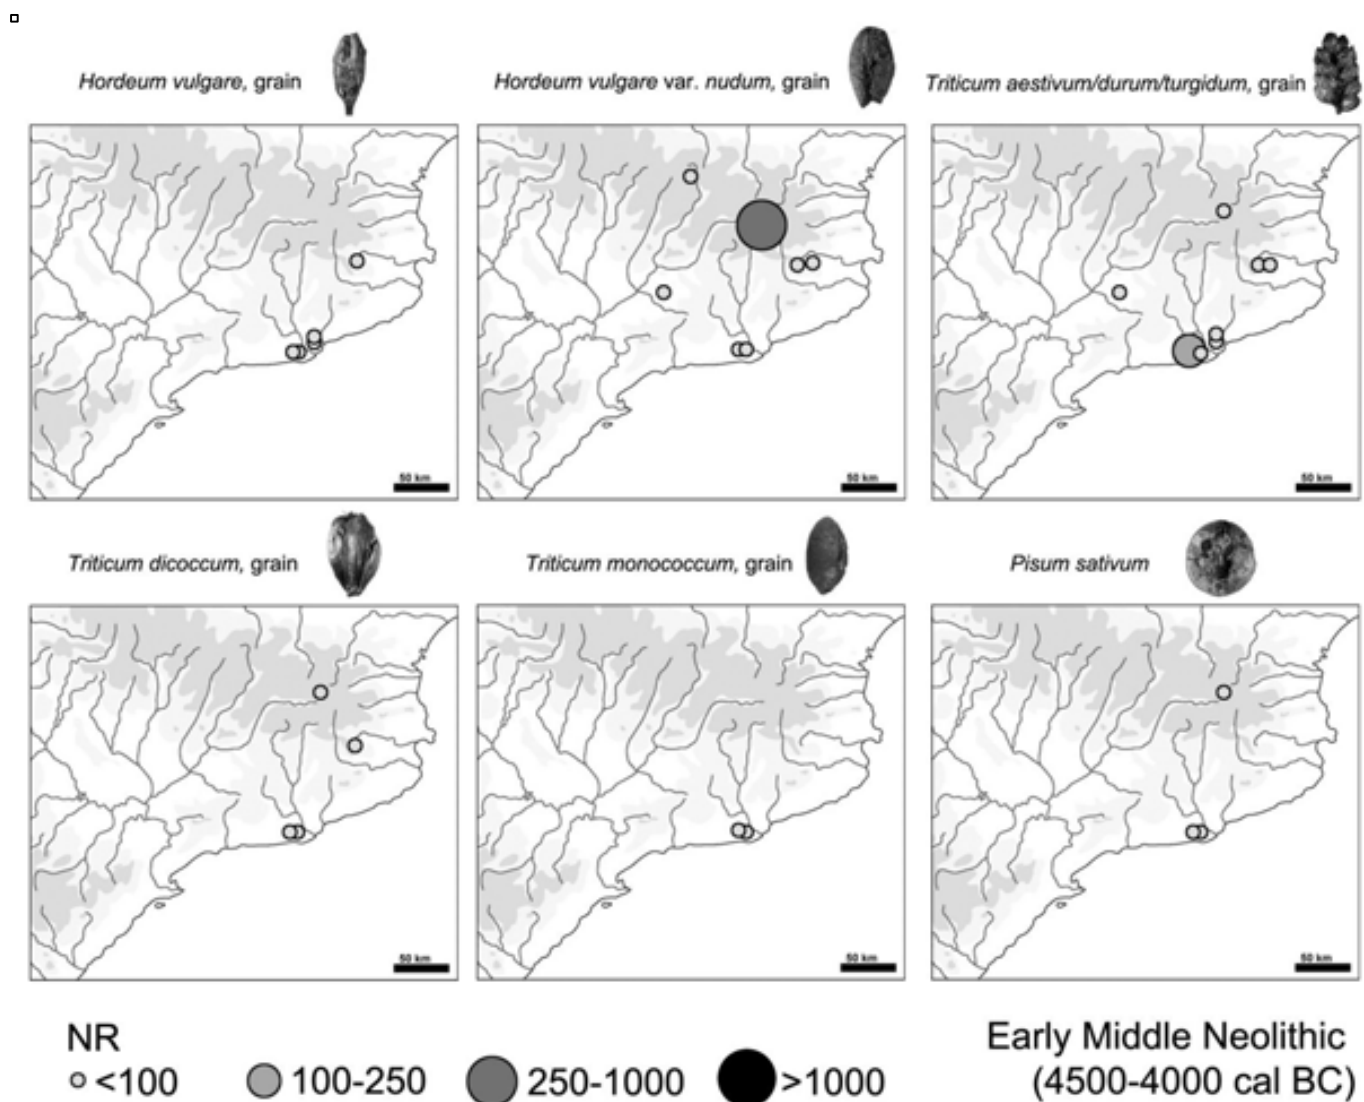 Hordeum vulgare, grain
Hordeum vulgare var. nudum, grain
Triticum aestivum/durum/turgidum, grain
50 km
50 km
50 km
Triticum dicoccum, grain
Triticum monococcum, grain
Pisum sativum
50 km
50 km
50 km
NR
<100
100-250
250-1000
>1000
Early Middle Neolithic
(4500-4000 cal BC)